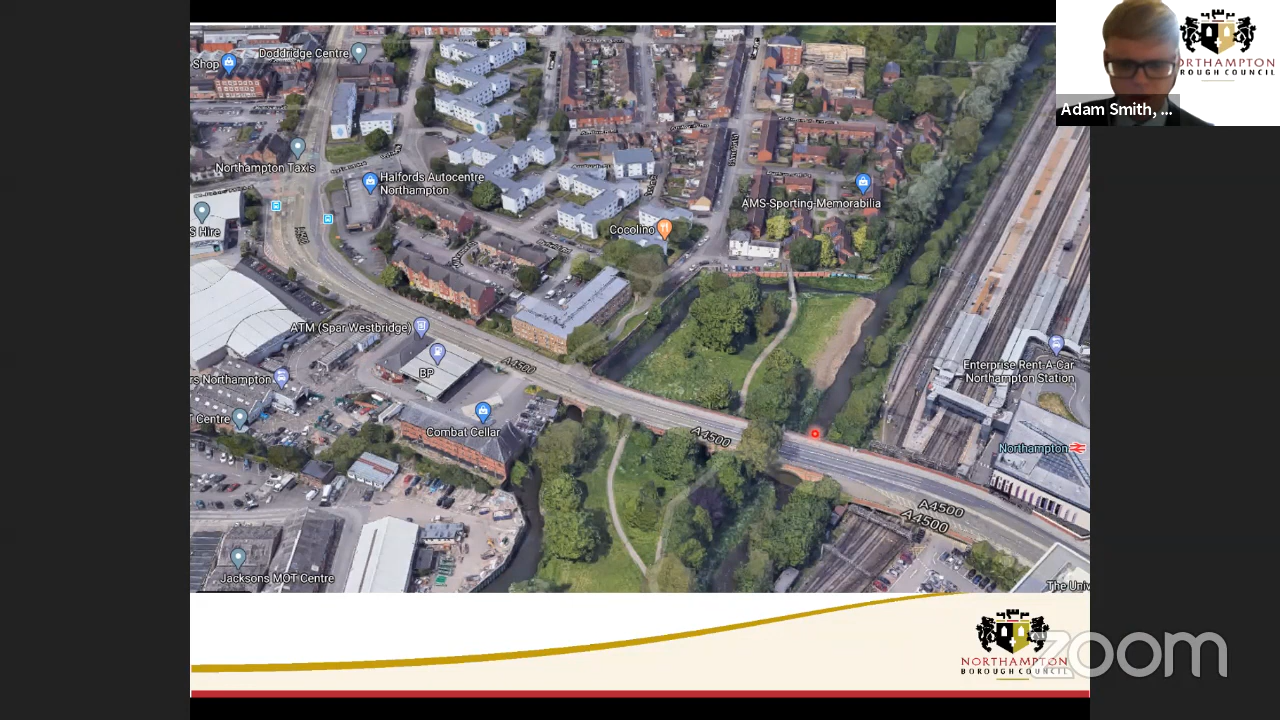 Doddridge Centre
Shop
Northampton Taxis
Halfords Autocentre
Northampton
S Hire
AMS-Sporting-Memorabilia
Cocolino
ATM (Spar Westbridge)
A4500
BP
rs Northampton
Enterprise Rent-A-Car
Northampton Station
T Centre
Combat Cellar
A4500
Northampton
A4500
A4500
Jacksons MOT Centre
The Univ
NORTHAMPTON
BOROUGH COUNCIL
zoom
ORTHAMPTON
ROUGH COUNCIL
Adam Smith, ...